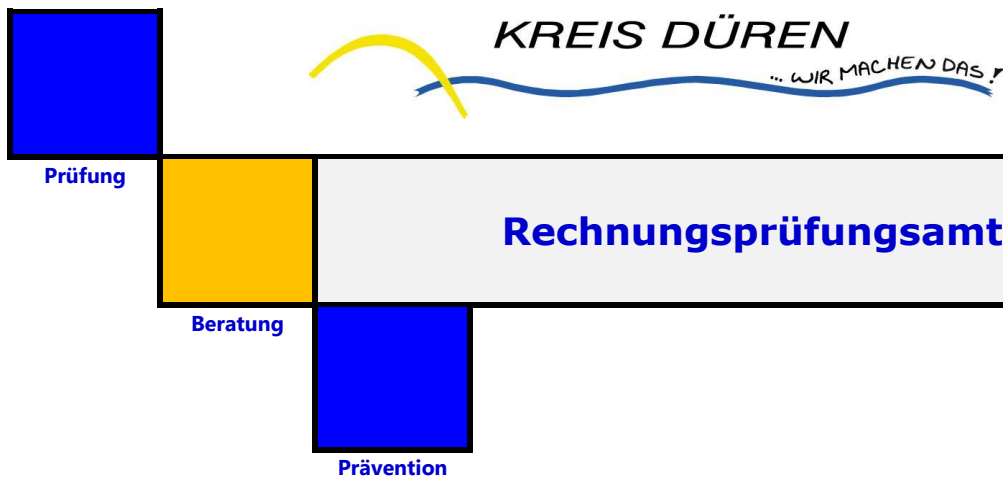 KREIS DÜREN
... WIR MACHEN DAS!
Prüfung
Rechnungsprüfungsamt
Beratung
Prävention